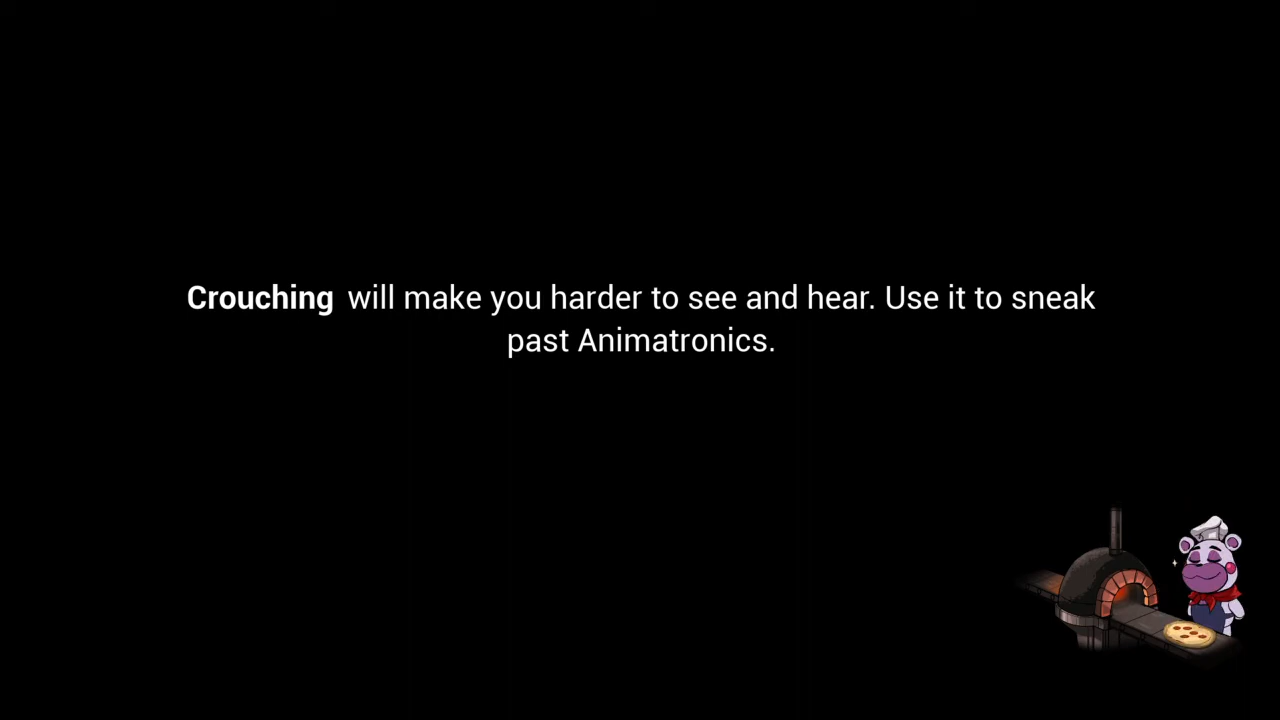 Crouching will make you harder to see and hear. Use it to sneak
past Animatronics.